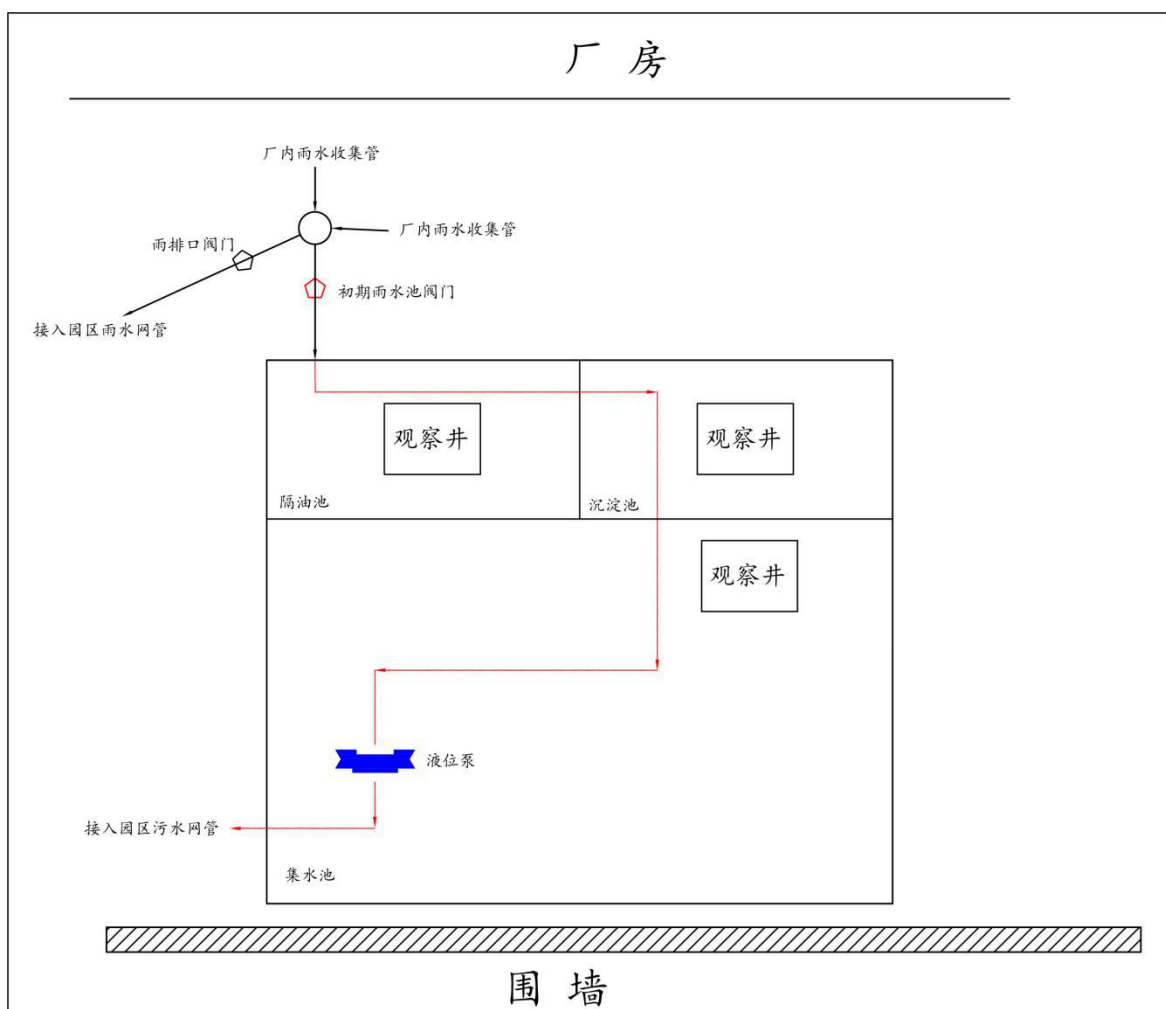 厂 房
厂内雨水收集管
厂内雨水收集管
雨排口阀门
初期雨水池阀门
接入园区雨水网管
观察井
观察井
隔油池
沉淀池
观察井
液位泵
接入园区污水网管
集水池
围 墙